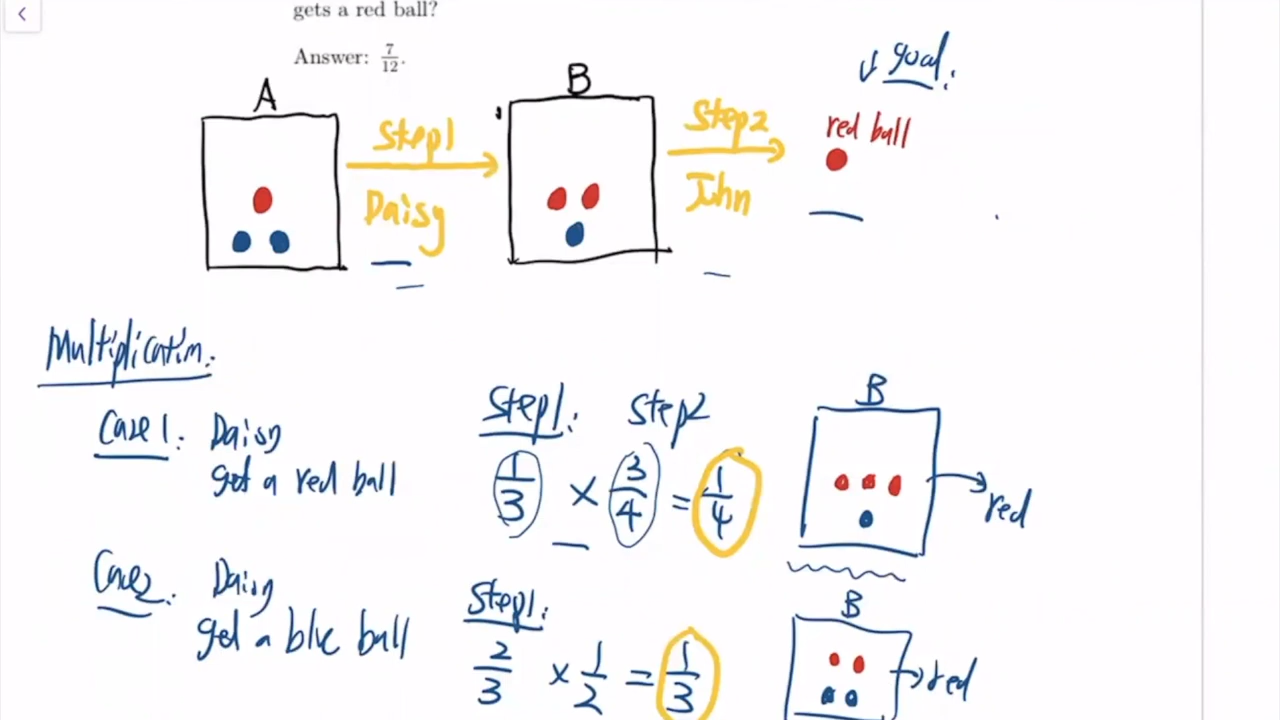 gets a red ball?
Answer: 7/12.
↓ goal:
A
B
Step1
Step2
red ball
Daisy
John
Multiplication:
Case 1: Daisy
get a red ball
Step1: Step2
1/3 × 3/4 = 1/4
B
red
Case2: Daisy
get a blue ball
Step1:
2/3 × 1/2 = 1/3
B
red